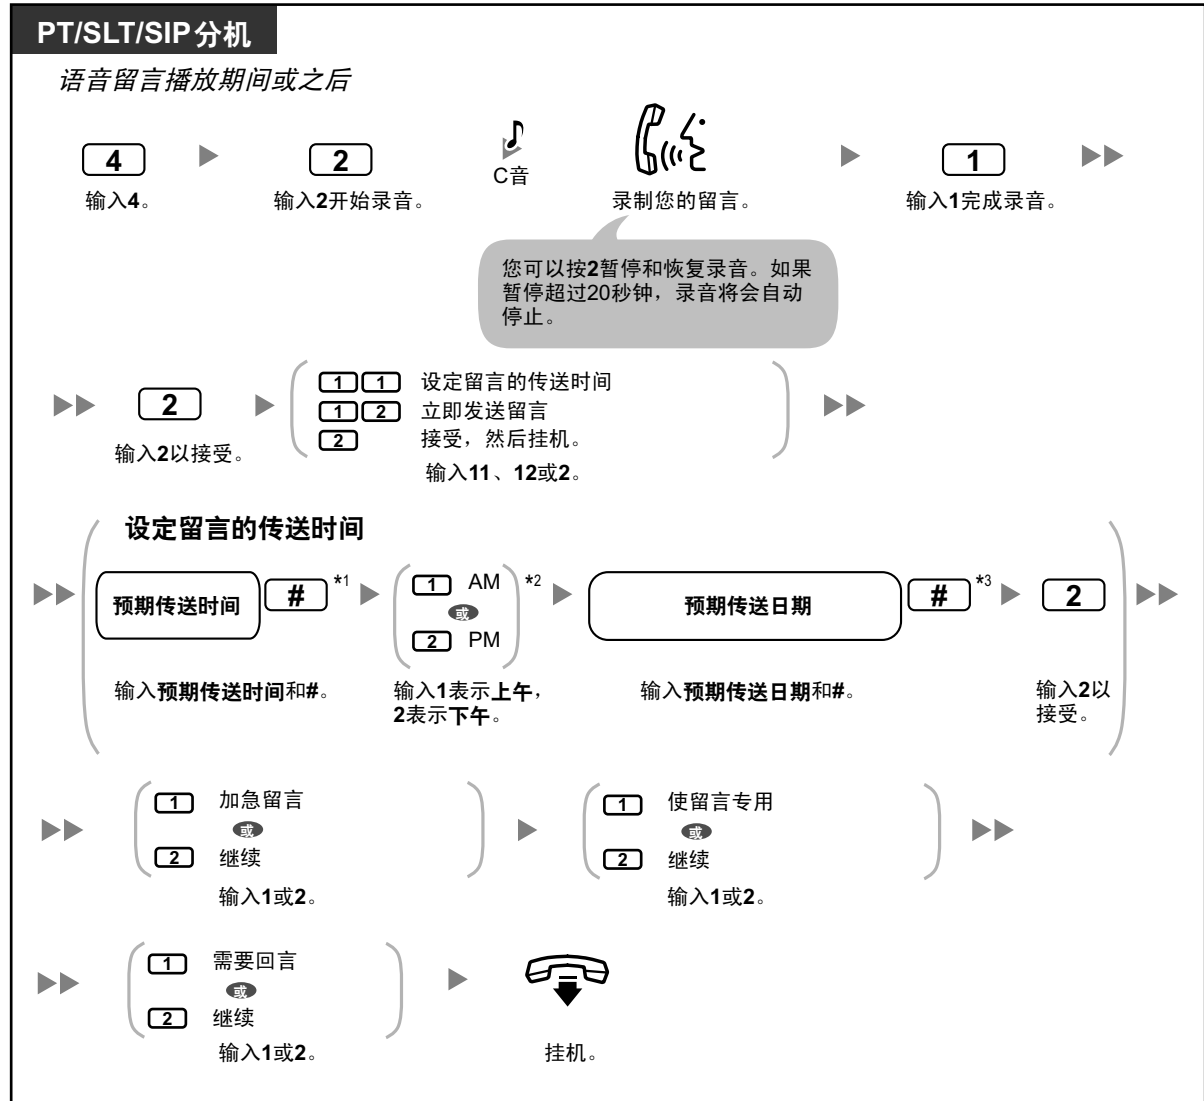 PT/SLT/SIP分机
语音留言播放期间或之后
4
2
C音
1
输入4。
输入2开始录音。
录制您的留言。
输入1完成录音。
您可以按2暂停和恢复录音。如果
暂停超过20秒钟，录音将会自动
停止。
2
输入2以接受。
1 1 设定留言的传送时间
1 2 立即发送留言
2 接受，然后挂机。
输入11、12或2。
设定留言的传送时间
预期传送时间 # *1
1 AM *2
或
2 PM
预期传送日期 # *3
2
输入预期传送时间和#。
输入1表示上午，
2表示下午。
输入预期传送日期和#。
输入2以
接受。
1 加急留言
或
2 继续
输入1或2。
1 使留言专用
或
2 继续
输入1或2。
1 需要回言
或
2 继续
输入1或2。
挂机。